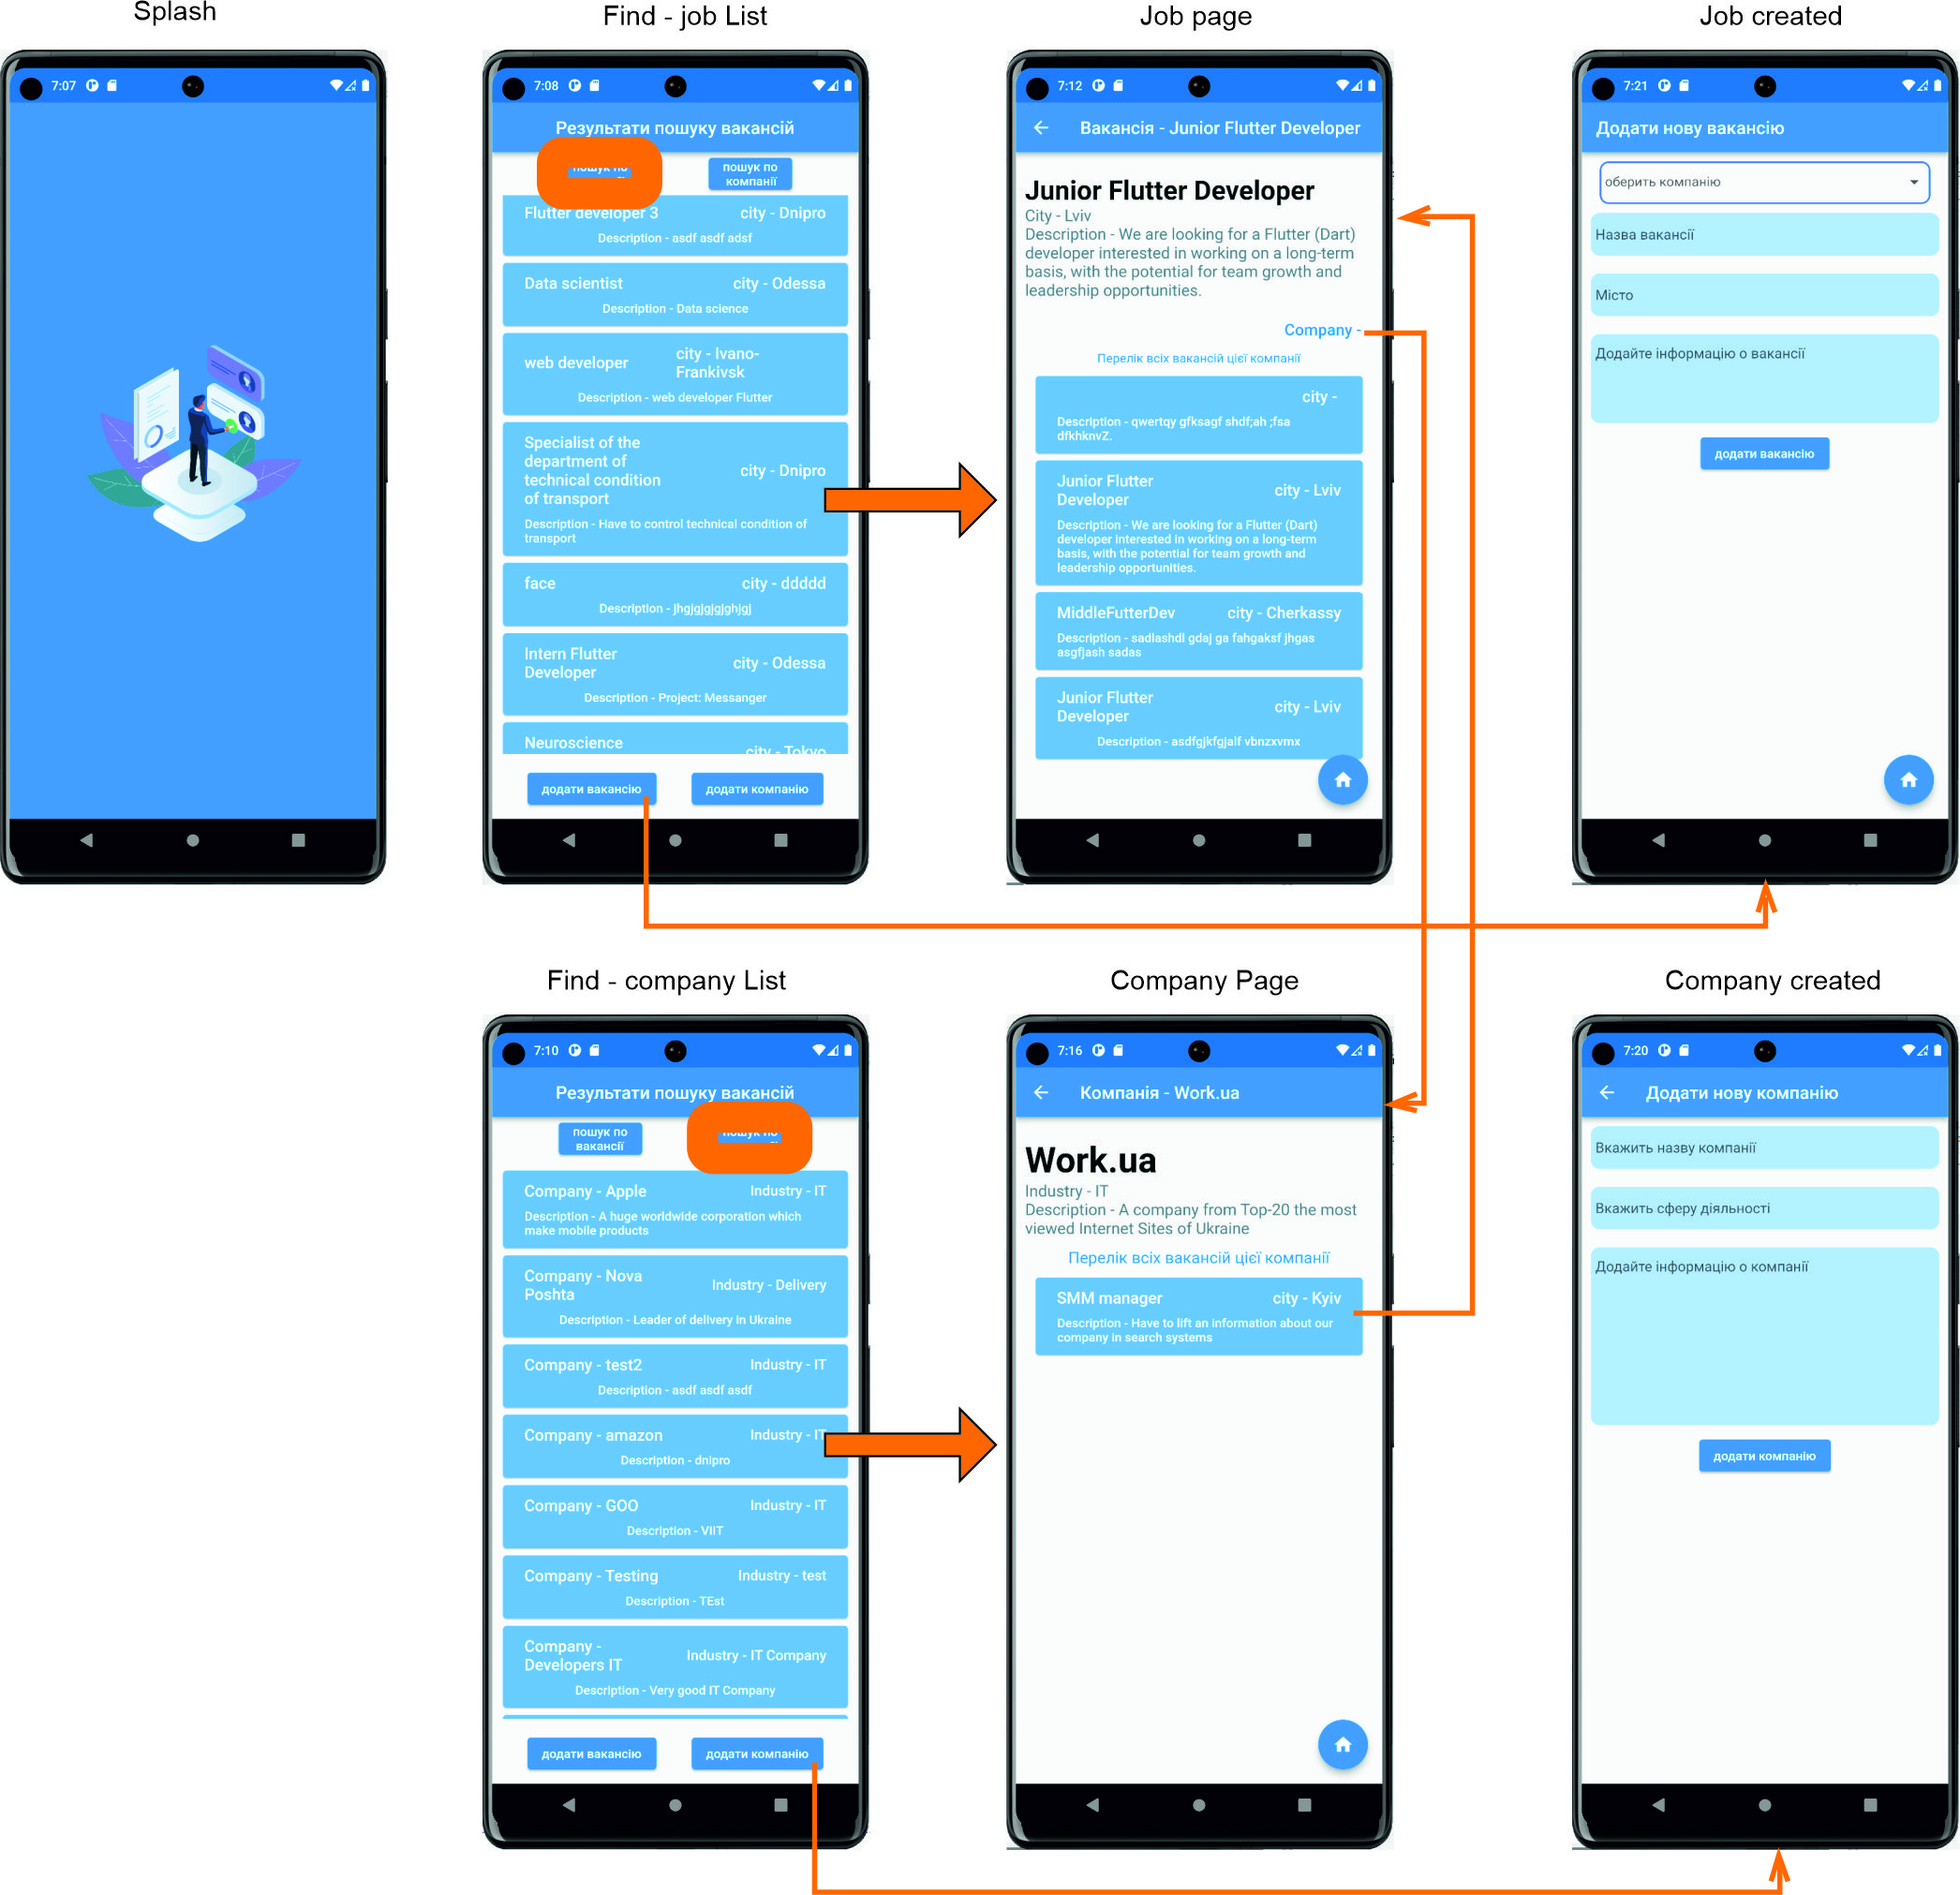 Splash
7:07
Find - job List
7:08
Результати пошуку вакансій
пошук по
пошук по
компанії
Flutter developer 3
city - Dnipro
Description - asdf asdf adsf
Data scientist
city - Odessa
Description - Data science
web developer
city - Ivano-
Frankivsk
Description - web developer Flutter
Specialist of the
department of
technical condition
of transport
city - Dnipro
Description - Have to control technical condition of
transport
face
city - ddddd
Description - jhgjgjgjgjghjgj
Intern Flutter
Developer
city - Odessa
Description - Project: Messanger
Neuroscience
city - Tokyo
додати вакансію
додати компанію
Job page
7:12
Вакансія - Junior Flutter Developer
Junior Flutter Developer
City - Lviv
Description - We are looking for a Flutter (Dart)
developer interested in working on a long-term
basis, with the potential for team growth and
leadership opportunities.
Company -
Перелік всіх вакансій цієї компанії
city -
Description - qwertqy gfksagf shdf;ah ;fsa
dfkhknvZ.
Junior Flutter
Developer
city - Lviv
Description - We are looking for a Flutter (Dart)
developer interested in working on a long-term
basis, with the potential for team growth and
leadership opportunities.
MiddleFutterDev
city - Cherkassy
Description - sadlashdl gdaj ga fahgaksf jhgas
asgfjash sadas
Junior Flutter
Developer
city - Lviv
Description - asdfgjkfgjalf vbnzxvmx
Job created
7:21
Додати нову вакансію
оберить компанію
Назва вакансії
Місто
Додайте інформацію о вакансії
додати вакансію
Find - company List
7:10
Результати пошуку вакансій
пошук по
вакансії
пошук по
Company - Apple
Industry - IT
Description - A huge worldwide corporation which
make mobile products
Company - Nova
Poshta
Industry - Delivery
Description - Leader of delivery in Ukraine
Company - test2
Industry - IT
Description - asdf asdf asdf
Company - amazon
Industry - IT
Description - dnipro
Company - GOO
Industry - IT
Description - VIIT
Company - Testing
Industry - test
Description - TEst
Company -
Developers IT
Industry - IT Company
Description - Very good IT Company
додати вакансію
додати компанію
Company Page
7:16
Компанія - Work.ua
Work.ua
Industry - IT
Description - A company from Top-20 the most
viewed Internet Sites of Ukraine
Перелік всіх вакансій цієї компанії
SMM manager
city - Kyiv
Description - Have to lift an information about our
company in search systems
Company created
7:20
Додати нову компанію
Вкажить назву компанії
Вкажить сферу діяльності
Додайте інформацію о компанії
додати компанію